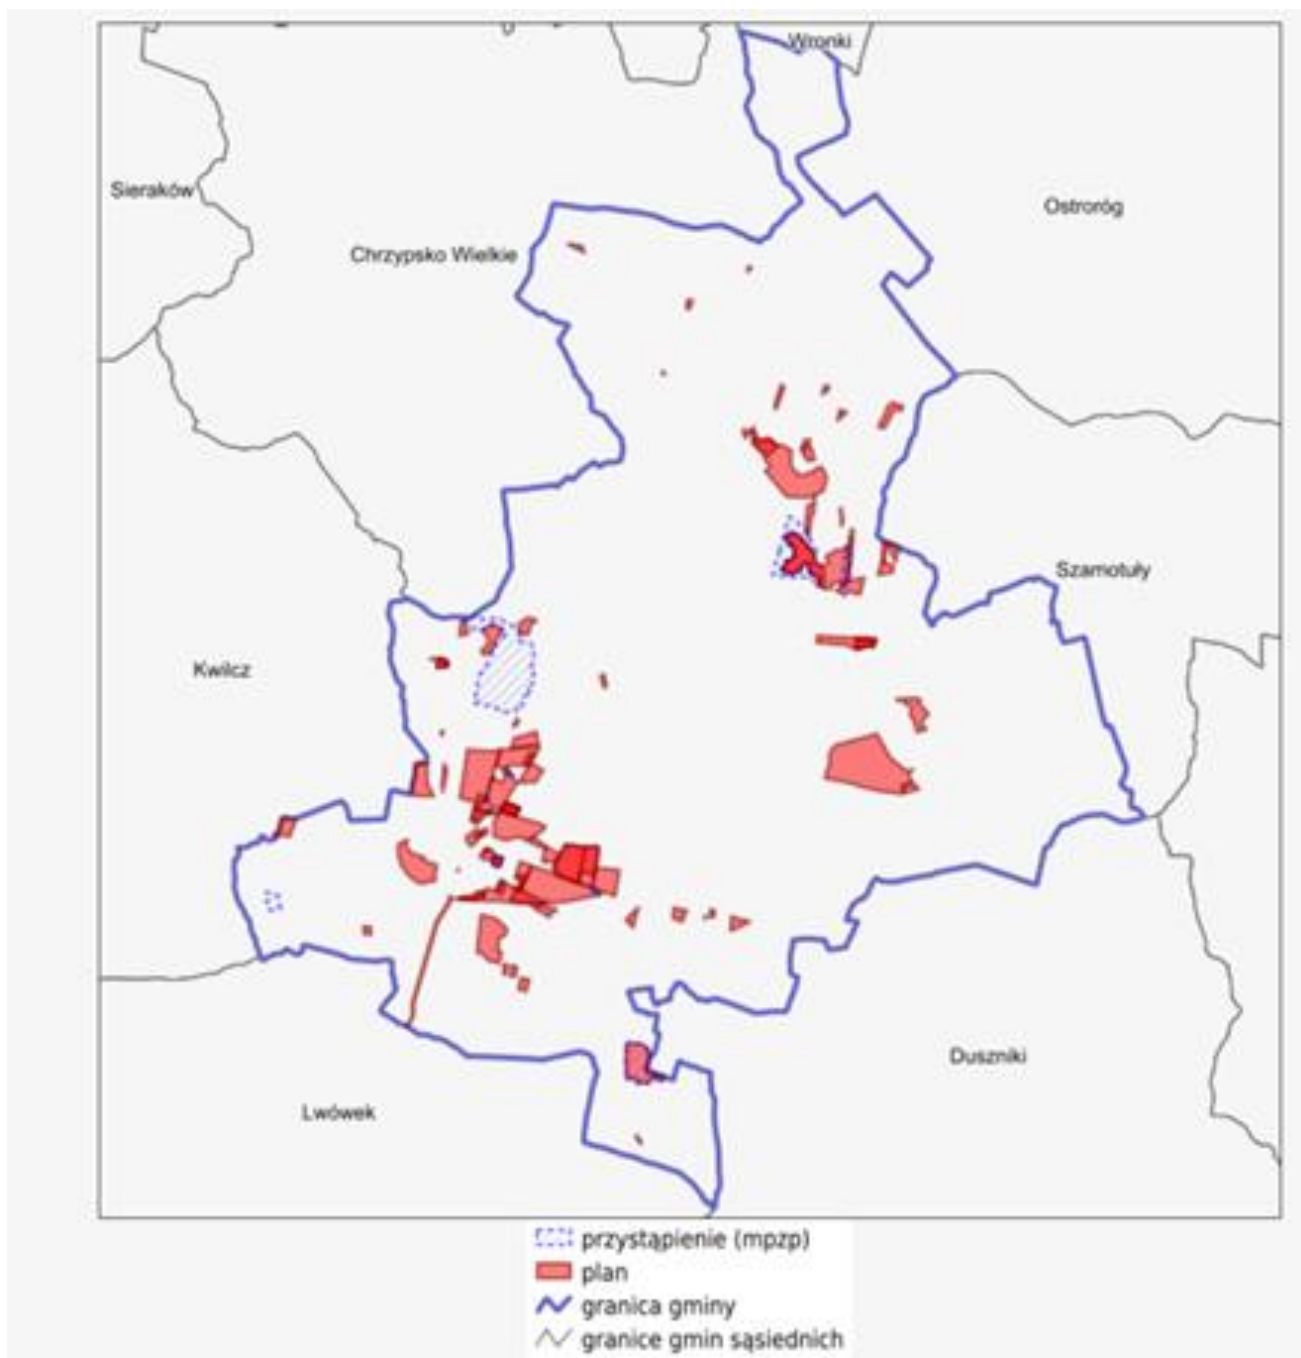 Wronki
Sieraków
Ostroróg
Chrzypsko Wielkie
Szamotuły
Kwilcz
Duszniki
Lwówek
przystąpienie (mpzp)
plan
granica gminy
granice gmin sąsiednich